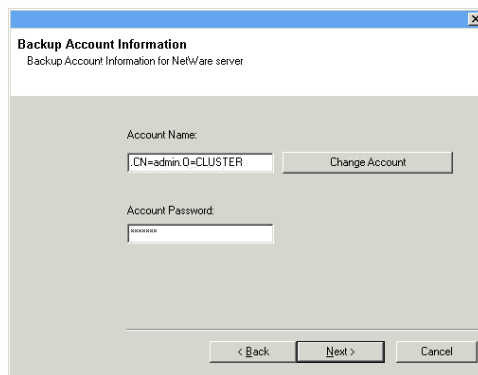 Backup Account Information
Backup Account Information for NetWare server
Account Name:
.CN=admin.O=CLUSTER
Change Account
Account Password:
*******
< Back
Next >
Cancel